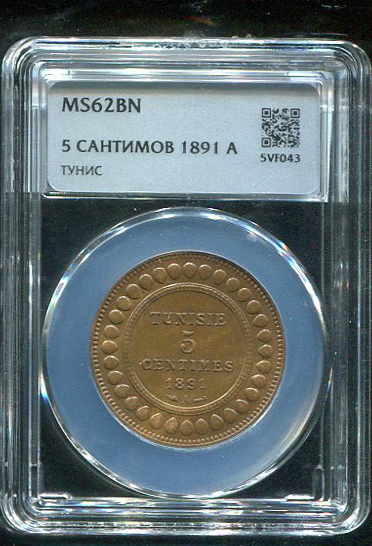 MS62BN
5 САНТИМОВ 1891 A
ТУНИС
5VF043
TUNISIE
5
CENTIMES
1891
A